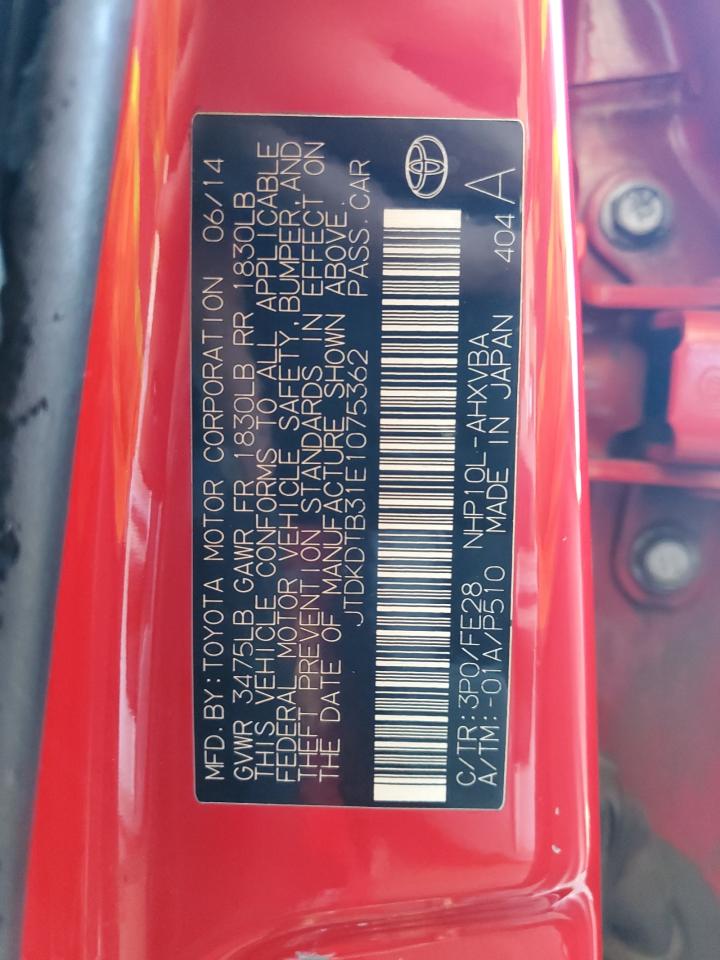 MFD. BY: TOYOTA MOTOR CORPORATION 06/14
GVWR 3475LB GAWR FR 1830LB RR 1830LB
THIS VEHICLE CONFORMS TO ALL APPLICABLE
FEDERAL MOTOR VEHICLE SAFETY, BUMPER, AND
THEFT PREVENTION STANDARDS IN EFFECT ON
THE DATE OF MANUFACTURE SHOWN ABOVE.
JTDKDTB31E1075362 PASS. CAR
C/TR: 3P0/FE28 NHP10L-AHXVBA
A/TM: -01A/P510 MADE IN JAPAN 404 A